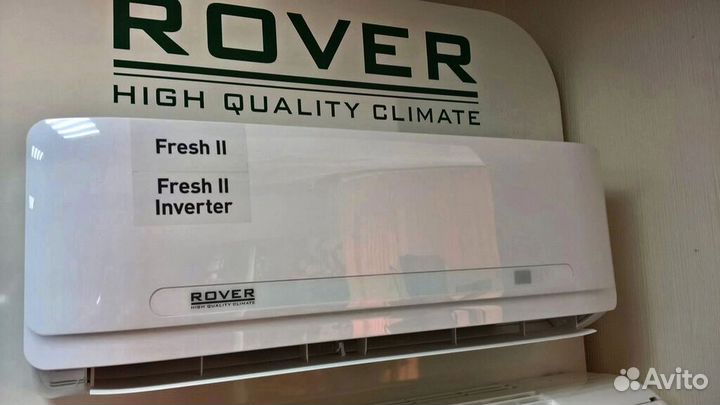 ROVER
HIGH QUALITY CLIMATE
Fresh II
Fresh II
Inverter
ROVER
HIGH QUALITY CLIMATE
Avito